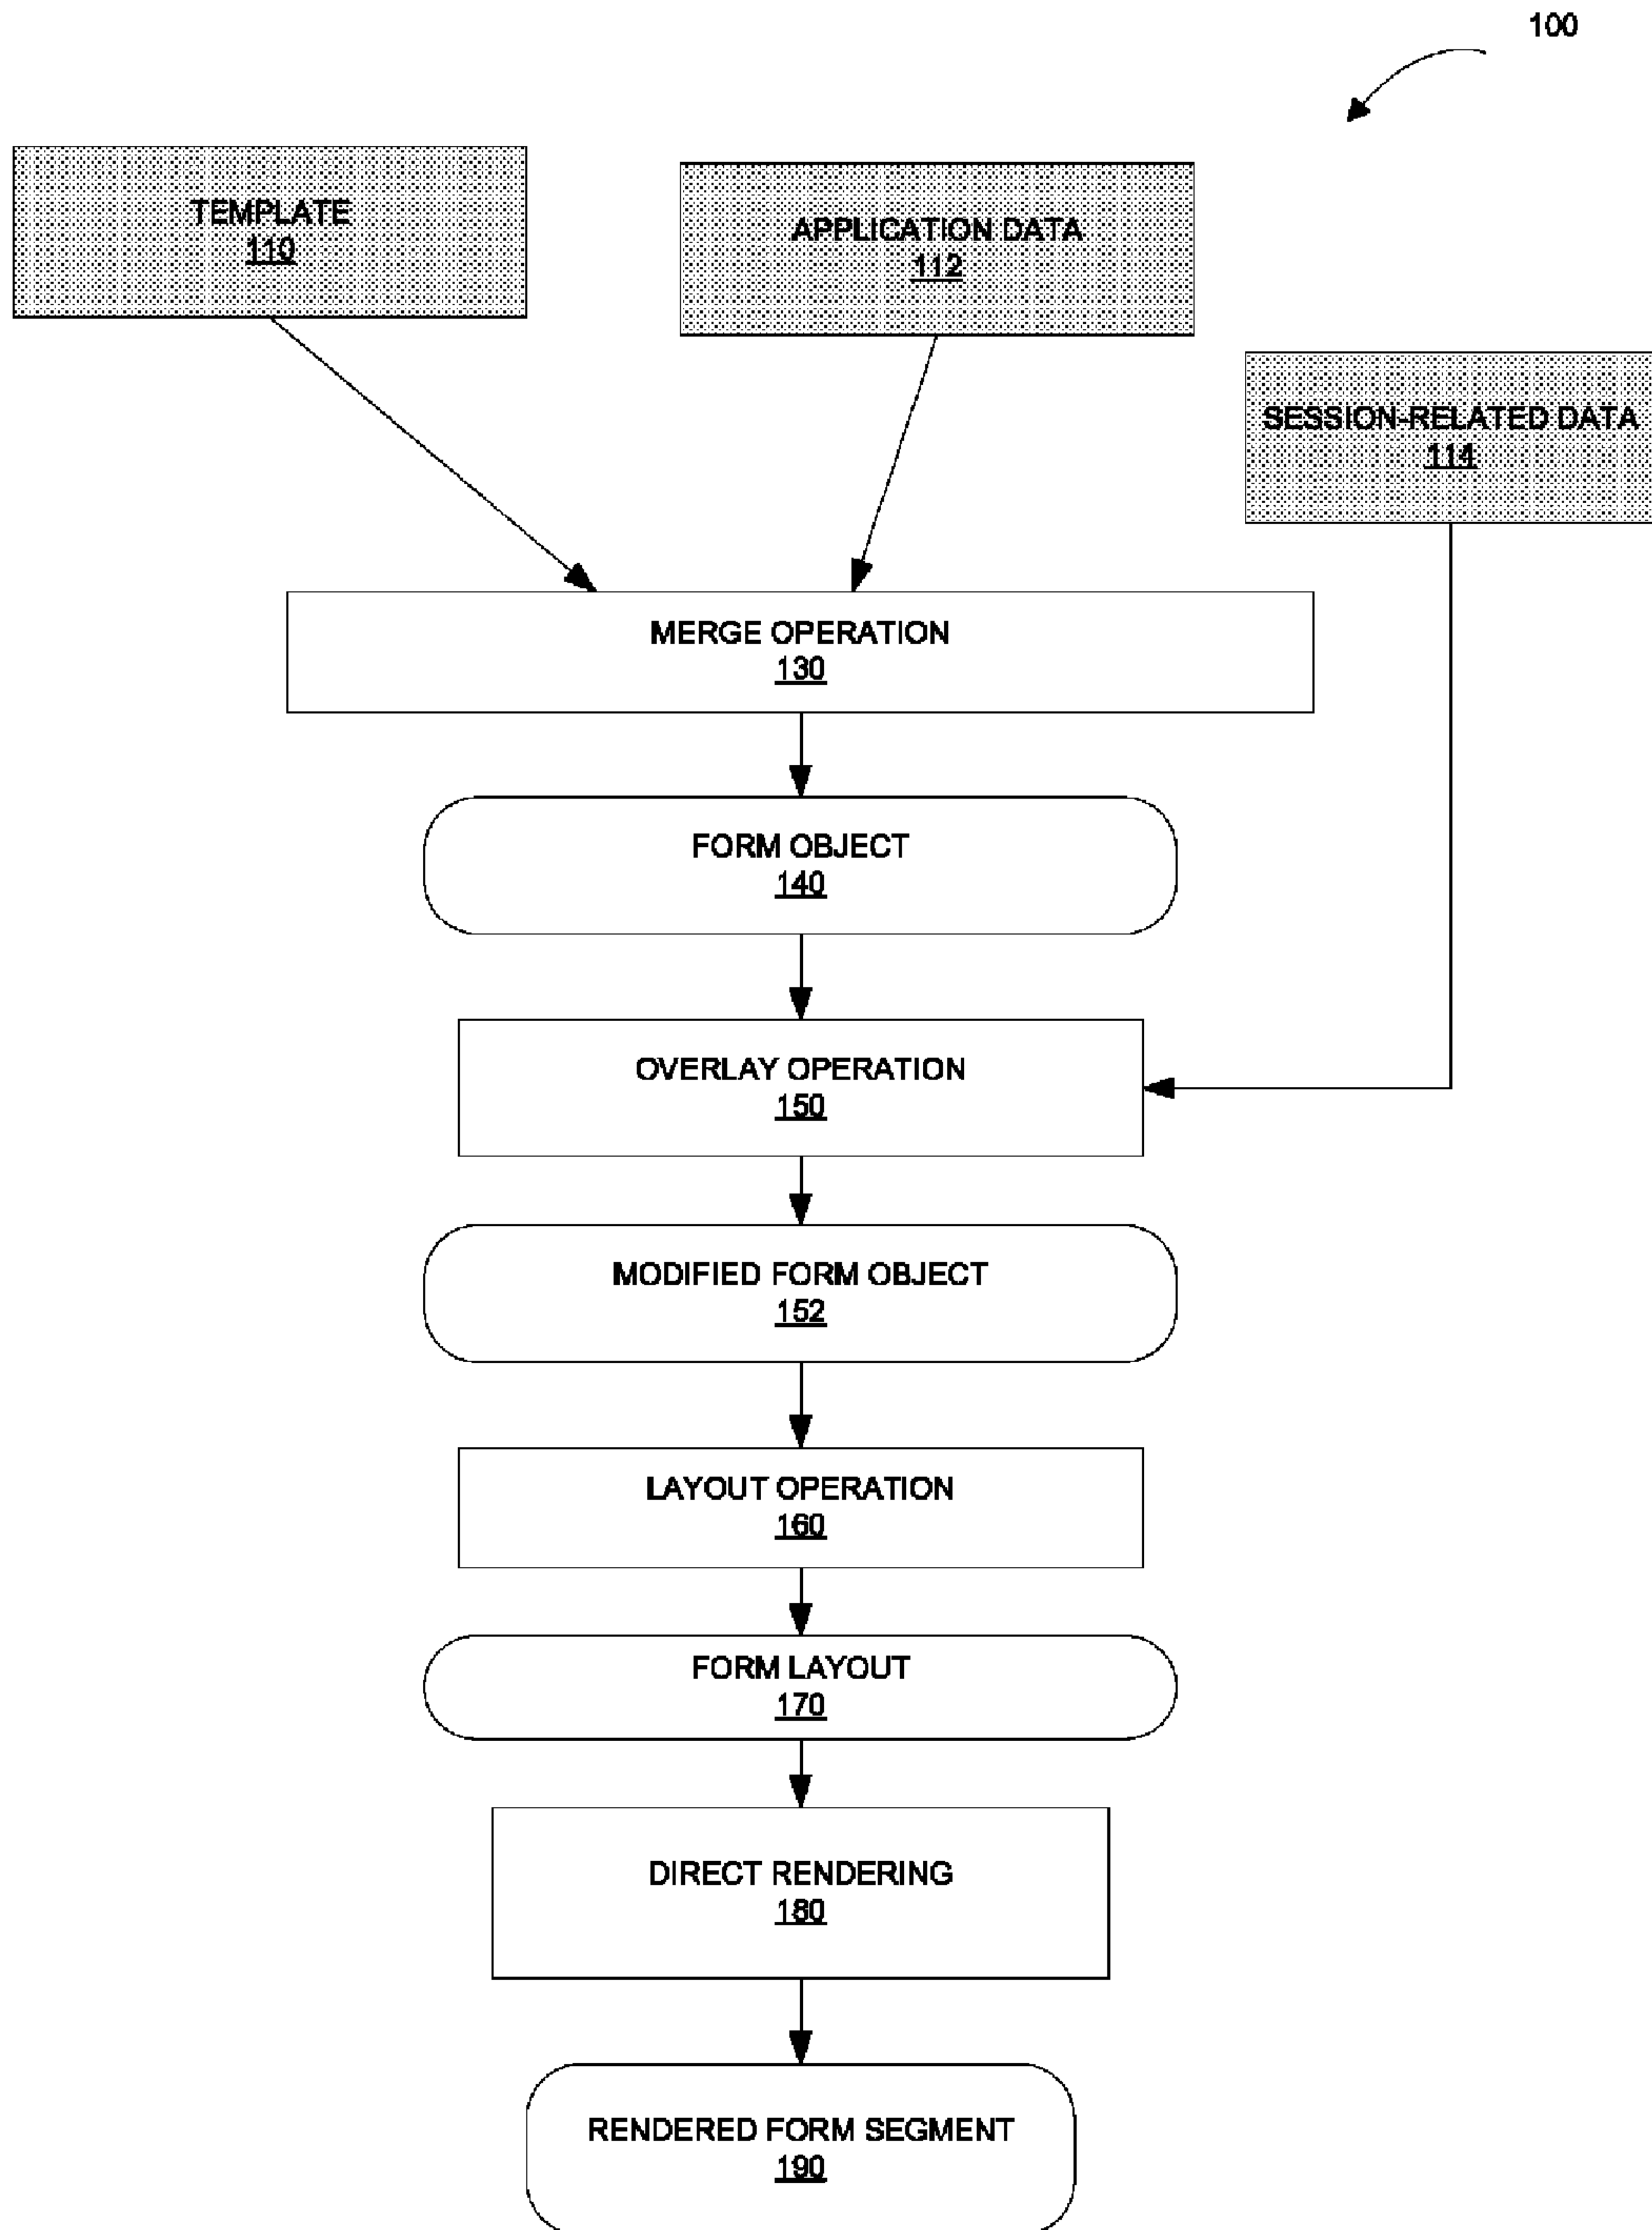 100
TEMPLATE
110
APPLICATION DATA
112
SESSION-RELATED DATA
114
MERGE OPERATION
130
FORM OBJECT
140
OVERLAY OPERATION
150
MODIFIED FORM OBJECT
152
LAYOUT OPERATION
160
FORM LAYOUT
170
DIRECT RENDERING
180
RENDERED FORM SEGMENT
190